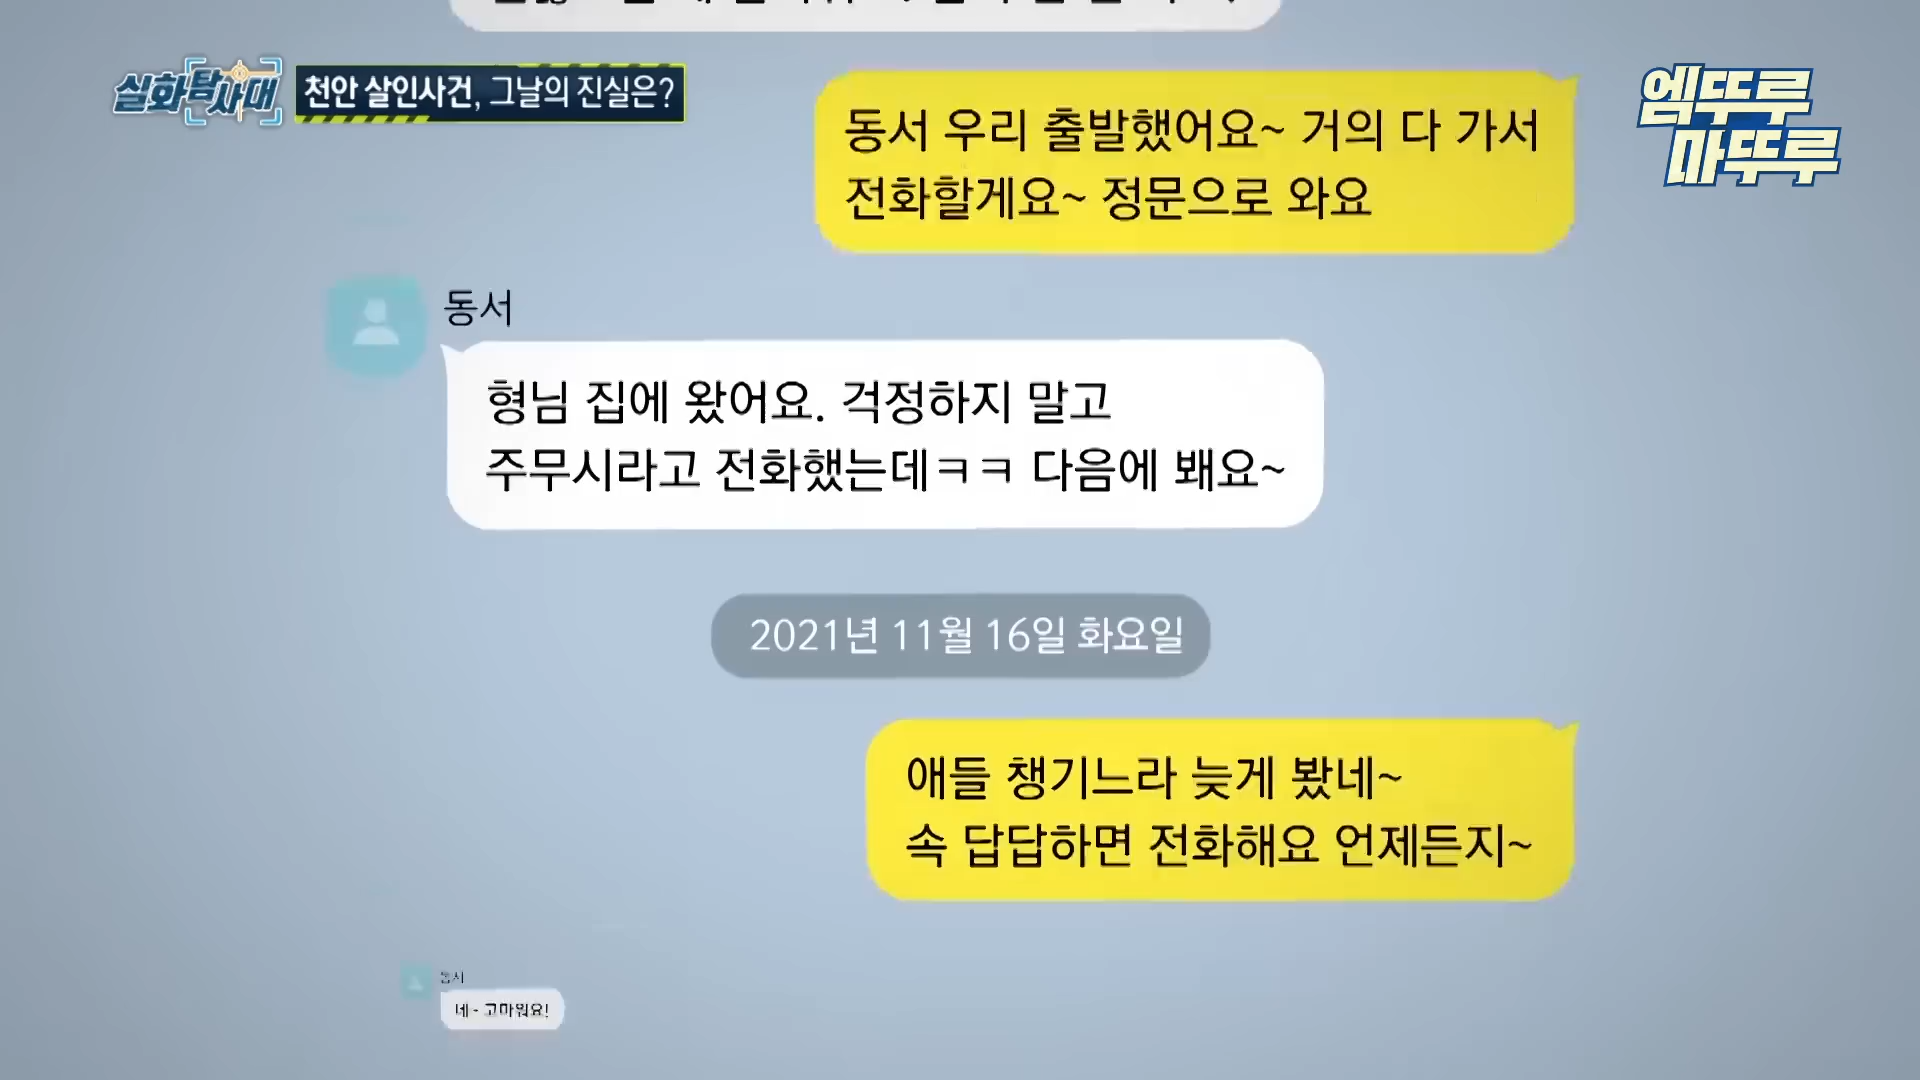 실화탐사대
천안 살인사건, 그날의 진실은?
엠뚜루
마뚜루
동서 우리 출발했어요~ 거의 다 가서
전화할게요~ 정문으로 와요
동서
형님 집에 왔어요. 걱정하지 말고
주무시라고 전화했는데ㅋㅋ 다음에 봬요~
2021년 11월 16일 화요일
애들 챙기느라 늦게 봤네~
속 답답하면 전화해요 언제든지~
동서
네~ 고마워요!